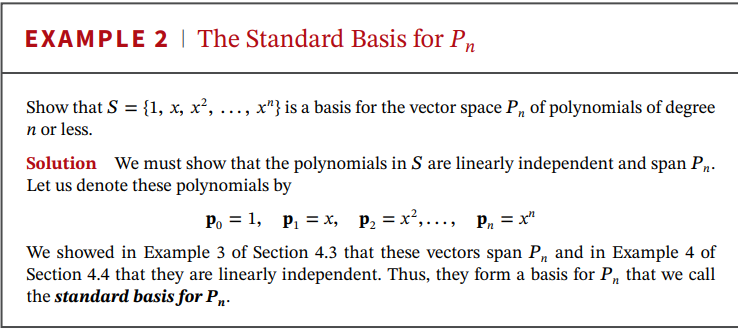 EXAMPLE 2 | The Standard Basis for Pₙ
Show that S = {1, x, x², . . . , xⁿ} is a basis for the vector space Pₙ of polynomials of degree
n or less.
Solution We must show that the polynomials in S are linearly independent and span Pₙ.
Let us denote these polynomials by
p₀ = 1, p₁ = x, p₂ = x², . . . , pₙ = xⁿ
We showed in Example 3 of Section 4.3 that these vectors span Pₙ and in Example 4 of
Section 4.4 that they are linearly independent. Thus, they form a basis for Pₙ that we call
the standard basis for Pₙ.